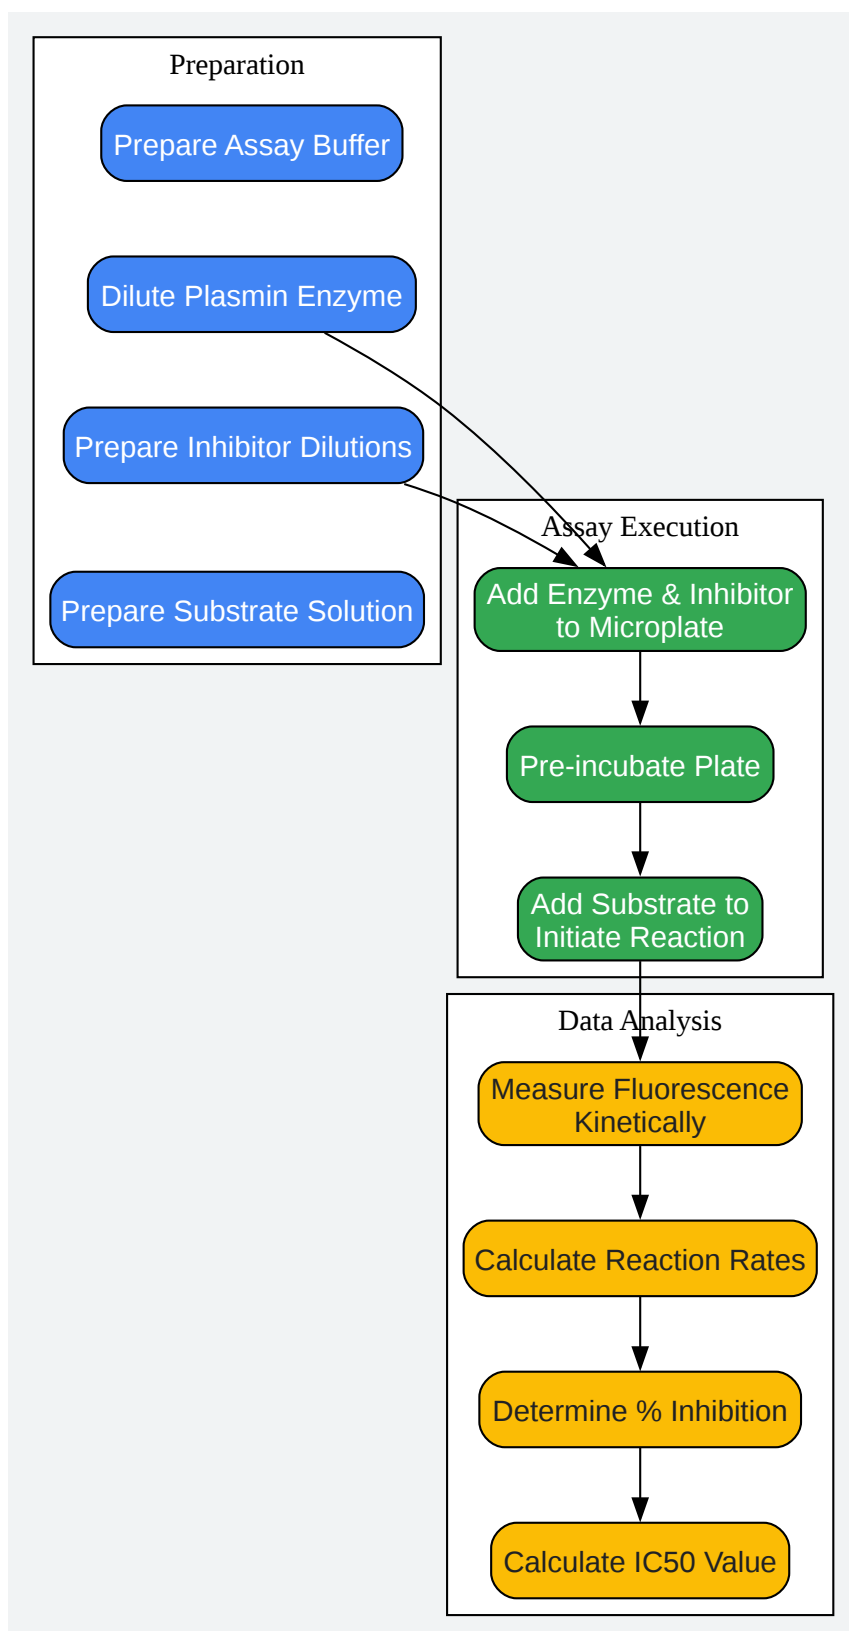 Preparation
Prepare Assay Buffer
Dilute Plasmin Enzyme
Prepare Inhibitor Dilutions
Prepare Substrate Solution
Assay Execution
Add Enzyme & Inhibitor
to Microplate
Pre-incubate Plate
Add Substrate to
Initiate Reaction
Data Analysis
Measure Fluorescence
Kinetically
Calculate Reaction Rates
Determine % Inhibition
Calculate IC50 Value